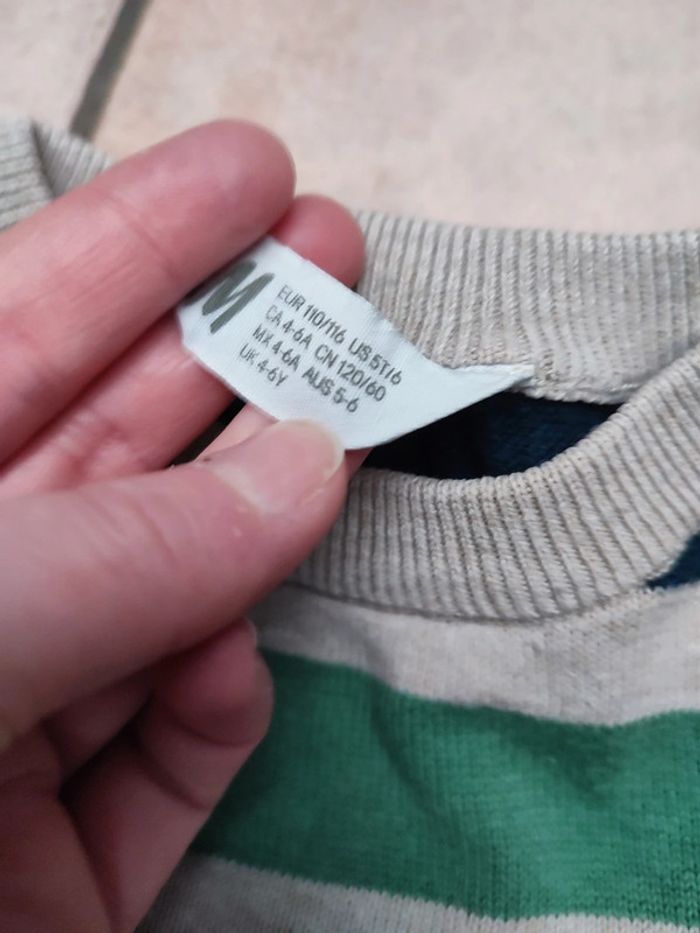 M
EUR 110/116 US 5T/6
CA 4-6A CN 120/60
MX 4-6A AUS 5-6
UK 4-6Y